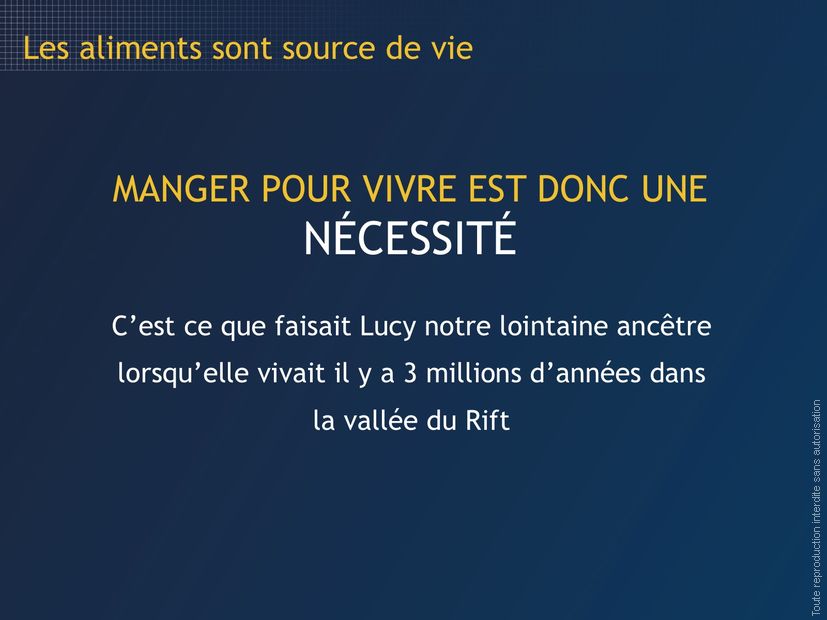 Les aliments sont source de vie
MANGER POUR VIVRE EST DONC UNE
NÉCESSITÉ
C’est ce que faisait Lucy notre lointaine ancêtre
lorsqu’elle vivait il y a 3 millions d’années dans
la vallée du Rift
Toute reproduction interdite sans autorisation